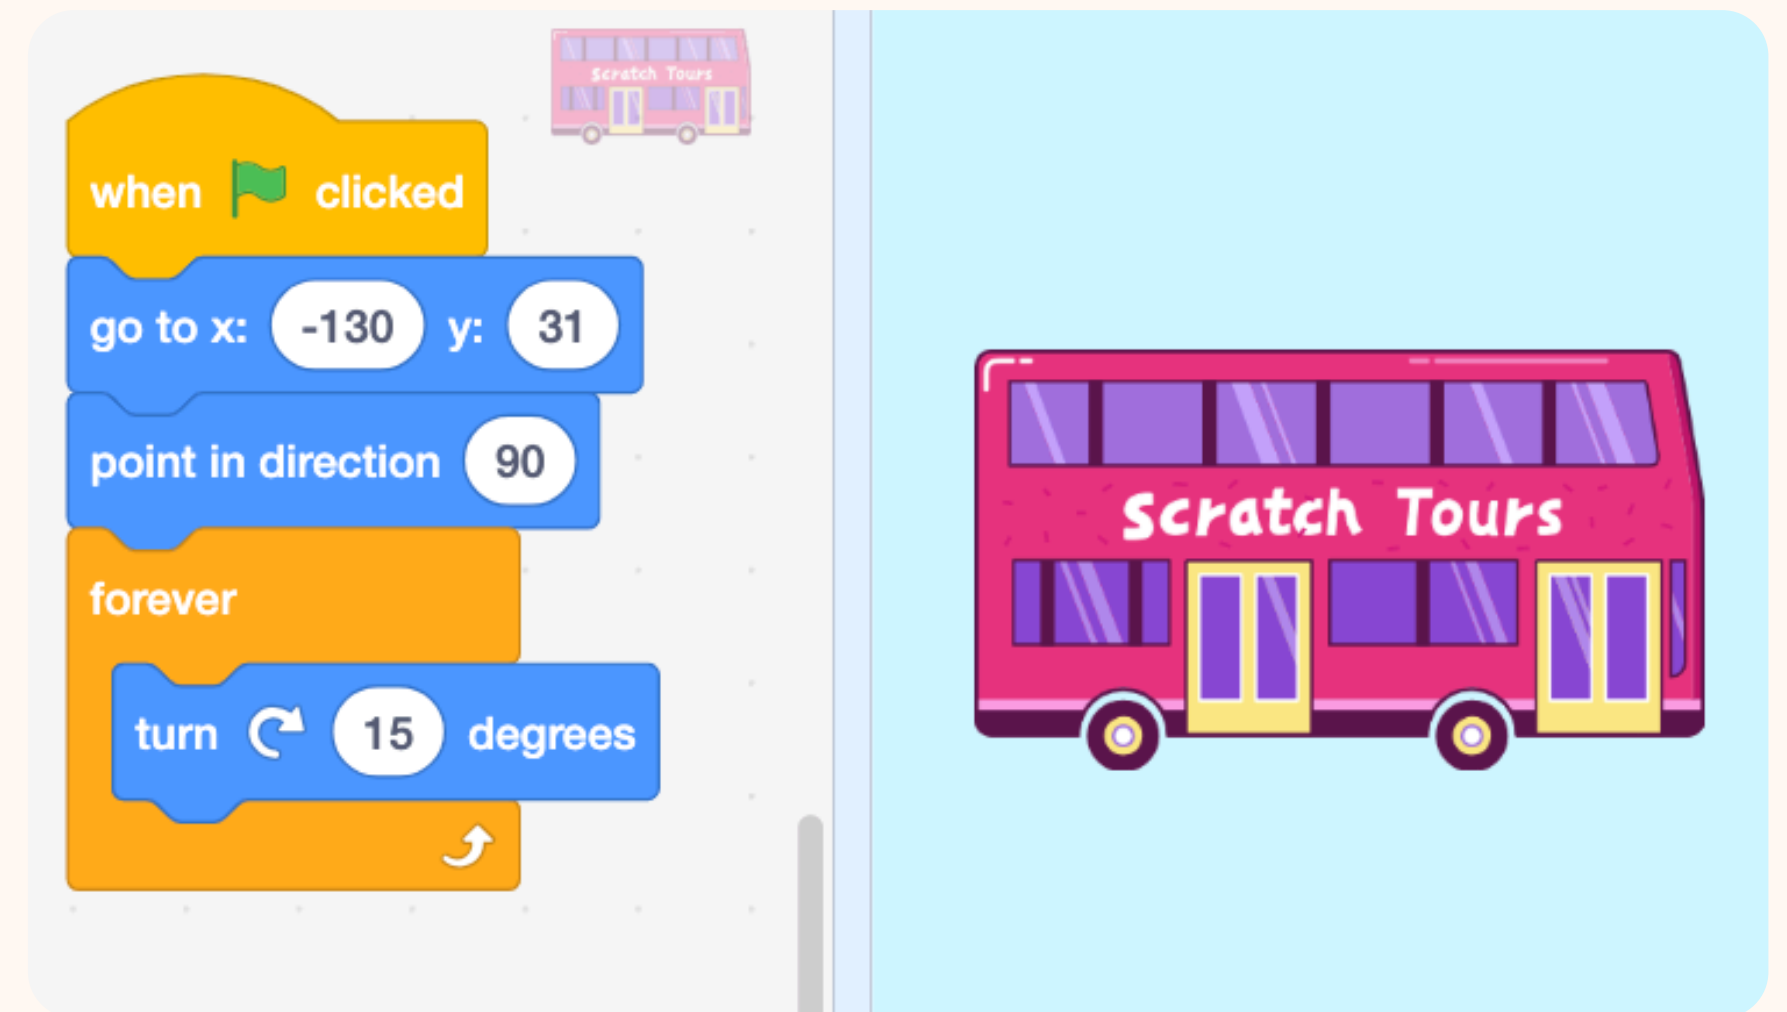 Scratch Tours
when clicked
go to x: -130 y: 31
point in direction 90
forever
turn 15 degrees
Scratch Tours